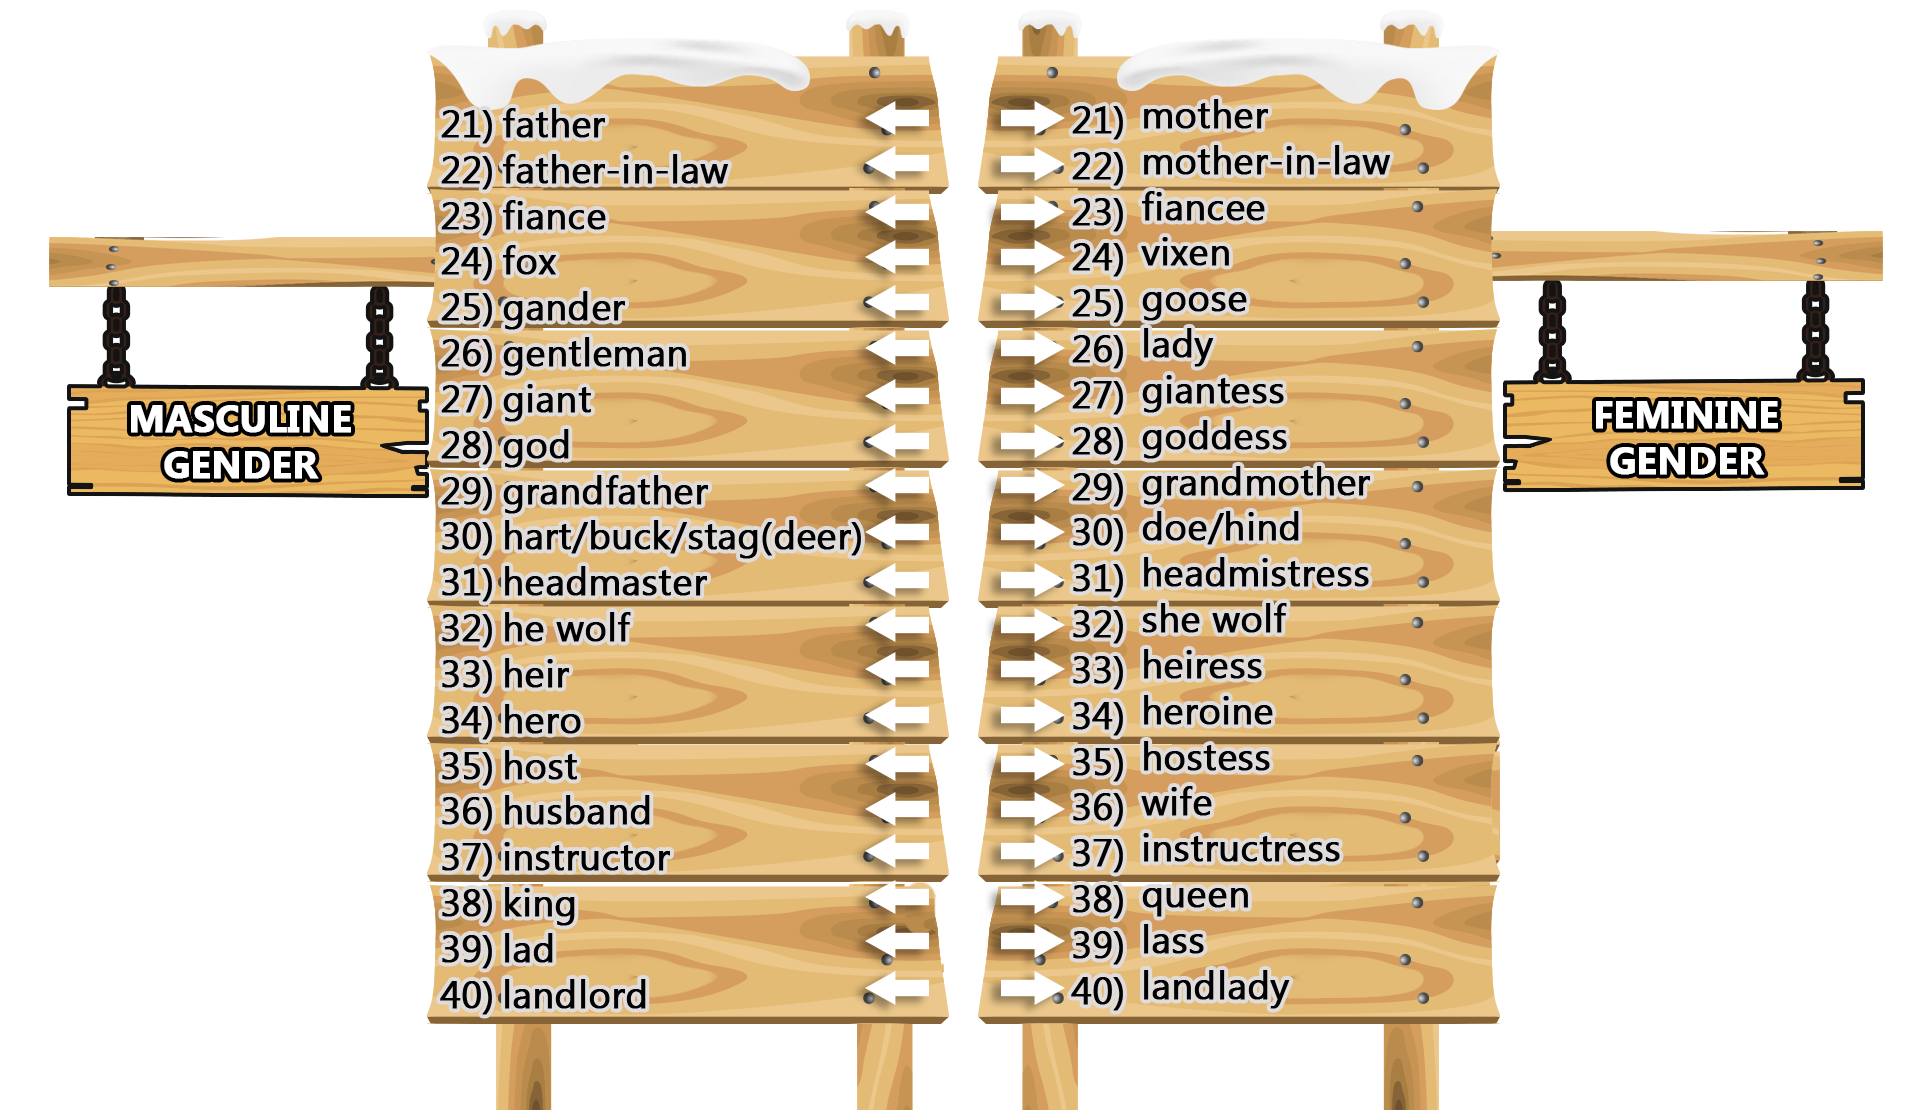 MASCULINE
GENDER
21) father
22) father-in-law
23) fiance
24) fox
25) gander
26) gentleman
27) giant
28) god
29) grandfather
30) hart/buck/stag(deer)
31) headmaster
32) he wolf
33) heir
34) hero
35) host
36) husband
37) instructor
38) king
39) lad
40) landlord
21) mother
22) mother-in-law
23) fiancee
24) vixen
25) goose
26) lady
27) giantess
28) goddess
29) grandmother
30) doe/hind
31) headmistress
32) she wolf
33) heiress
34) heroine
35) hostess
36) wife
37) instructress
38) queen
39) lass
40) landlady
FEMININE
GENDER